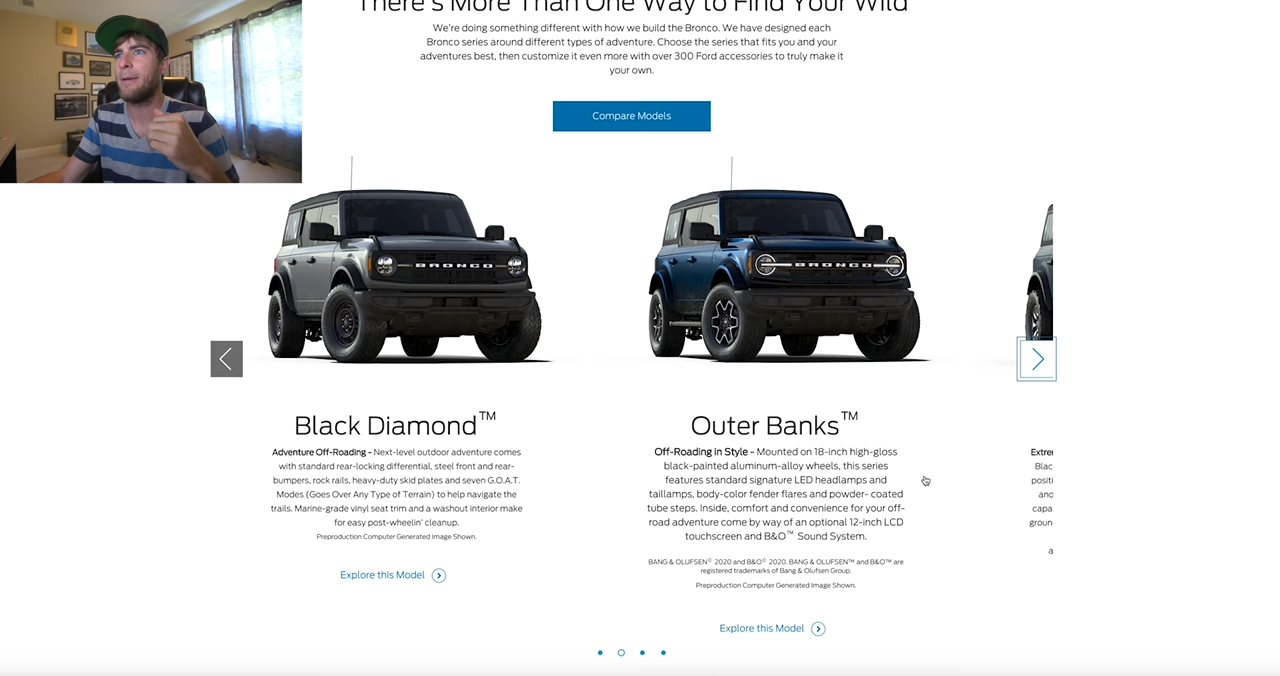 There's More Than One Way to Find Your Wild
We're doing something different with how we build the Bronco. We have designed each
Bronco series around different types of adventure. Choose the series that fits you and your
adventures best, then customize it even more with over 300 Ford accessories to truly make it
your own.
Compare Models
BRONCO
BRONCO
Black Diamond™
Adventure Off-Roading - Next-level outdoor adventure comes
with standard rear-locking differential, steel front and rear-
bumpers, rock rails, heavy-duty skid plates and seven G.O.A.T.
Modes (Goes Over Any Type of Terrain) to help navigate the
trails. Marine-grade vinyl seat trim and a washout interior make
for easy post-wheelin' cleanup.
Preproduction Computer Generated Image Shown.
Explore this Model
Outer Banks™
Off-Roading in Style - Mounted on 18-inch high-gloss
black-painted aluminum-alloy wheels, this series
features standard signature LED headlamps and
taillamps, body-color fender flares and powder- coated
tube steps. Inside, comfort and convenience for your off-
road adventure come by way of an optional 12-inch LCD
touchscreen and B&O™ Sound System.
BANG & OLUFSEN© 2020 and B&O© 2020. BANG & OLUFSEN™ and B&O™ are
registered trademarks of Bang & Olufsen Group.
Preproduction Computer Generated Image Shown.
Explore this Model
Extrer
Blac
positi
and
capa
groun
a